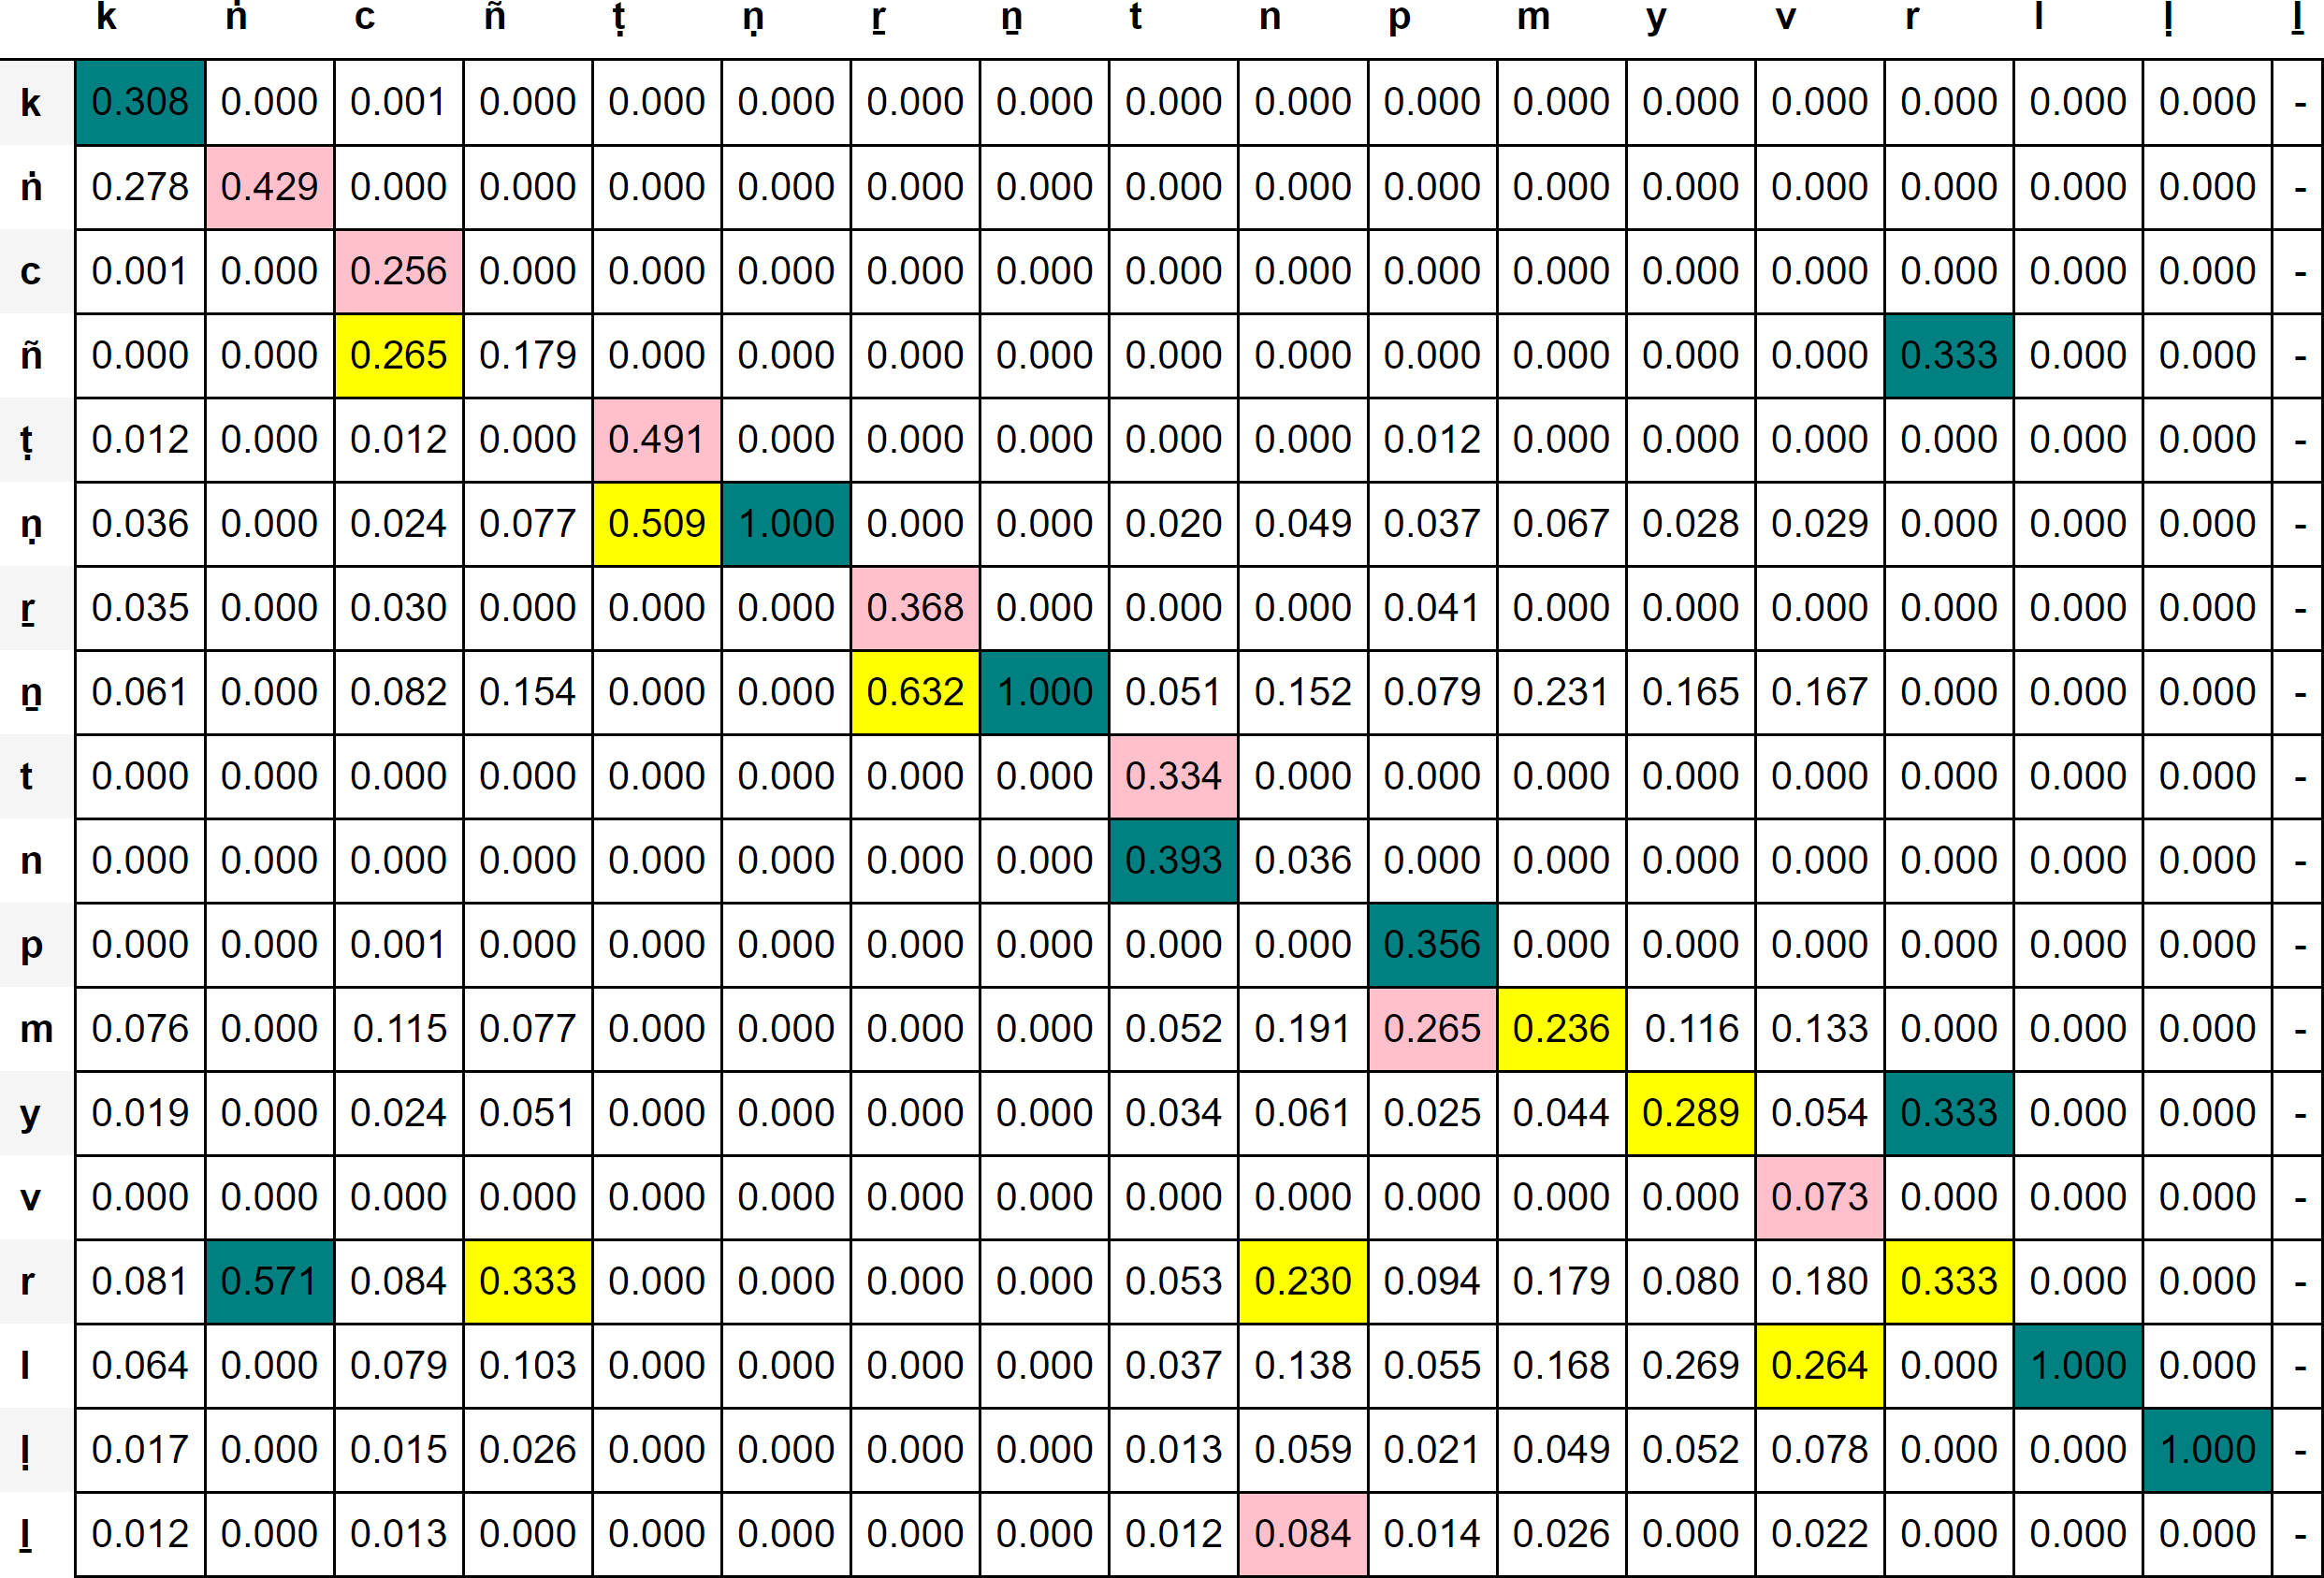 k ṅ c ñ ṭ ṇ ṟ ṉ t n p m y v r l ḷ ḻ
k 0.308 0.000 0.001 0.000 0.000 0.000 0.000 0.000 0.000 0.000 0.000 0.000 0.000 0.000 0.000 0.000 0.000 -
ṅ 0.278 0.429 0.000 0.000 0.000 0.000 0.000 0.000 0.000 0.000 0.000 0.000 0.000 0.000 0.000 0.000 0.000 -
c 0.001 0.000 0.256 0.000 0.000 0.000 0.000 0.000 0.000 0.000 0.000 0.000 0.000 0.000 0.000 0.000 0.000 -
ñ 0.000 0.000 0.265 0.179 0.000 0.000 0.000 0.000 0.000 0.000 0.000 0.000 0.000 0.000 0.333 0.000 0.000 -
ṭ 0.012 0.000 0.012 0.000 0.491 0.000 0.000 0.000 0.000 0.000 0.012 0.000 0.000 0.000 0.000 0.000 0.000 -
ṇ 0.036 0.000 0.024 0.077 0.509 1.000 0.000 0.000 0.020 0.049 0.037 0.067 0.028 0.029 0.000 0.000 0.000 -
ṟ 0.035 0.000 0.030 0.000 0.000 0.000 0.368 0.000 0.000 0.000 0.041 0.000 0.000 0.000 0.000 0.000 0.000 -
ṉ 0.061 0.000 0.082 0.154 0.000 0.000 0.632 1.000 0.051 0.152 0.079 0.231 0.165 0.167 0.000 0.000 0.000 -
t 0.000 0.000 0.000 0.000 0.000 0.000 0.000 0.000 0.334 0.000 0.000 0.000 0.000 0.000 0.000 0.000 0.000 -
n 0.000 0.000 0.000 0.000 0.000 0.000 0.000 0.000 0.393 0.036 0.000 0.000 0.000 0.000 0.000 0.000 0.000 -
p 0.000 0.000 0.001 0.000 0.000 0.000 0.000 0.000 0.000 0.000 0.356 0.000 0.000 0.000 0.000 0.000 0.000 -
m 0.076 0.000 0.115 0.077 0.000 0.000 0.000 0.000 0.052 0.191 0.265 0.236 0.116 0.133 0.000 0.000 0.000 -
y 0.019 0.000 0.024 0.051 0.000 0.000 0.000 0.000 0.034 0.061 0.025 0.044 0.289 0.054 0.333 0.000 0.000 -
v 0.000 0.000 0.000 0.000 0.000 0.000 0.000 0.000 0.000 0.000 0.000 0.000 0.000 0.073 0.000 0.000 0.000 -
r 0.081 0.571 0.084 0.333 0.000 0.000 0.000 0.000 0.053 0.230 0.094 0.179 0.080 0.180 0.333 0.000 0.000 -
l 0.064 0.000 0.079 0.103 0.000 0.000 0.000 0.000 0.037 0.138 0.055 0.168 0.269 0.264 0.000 1.000 0.000 -
ḷ 0.017 0.000 0.015 0.026 0.000 0.000 0.000 0.000 0.013 0.059 0.021 0.049 0.052 0.078 0.000 0.000 1.000 -
ḻ 0.012 0.000 0.013 0.000 0.000 0.000 0.000 0.000 0.012 0.084 0.014 0.026 0.000 0.022 0.000 0.000 0.000 -